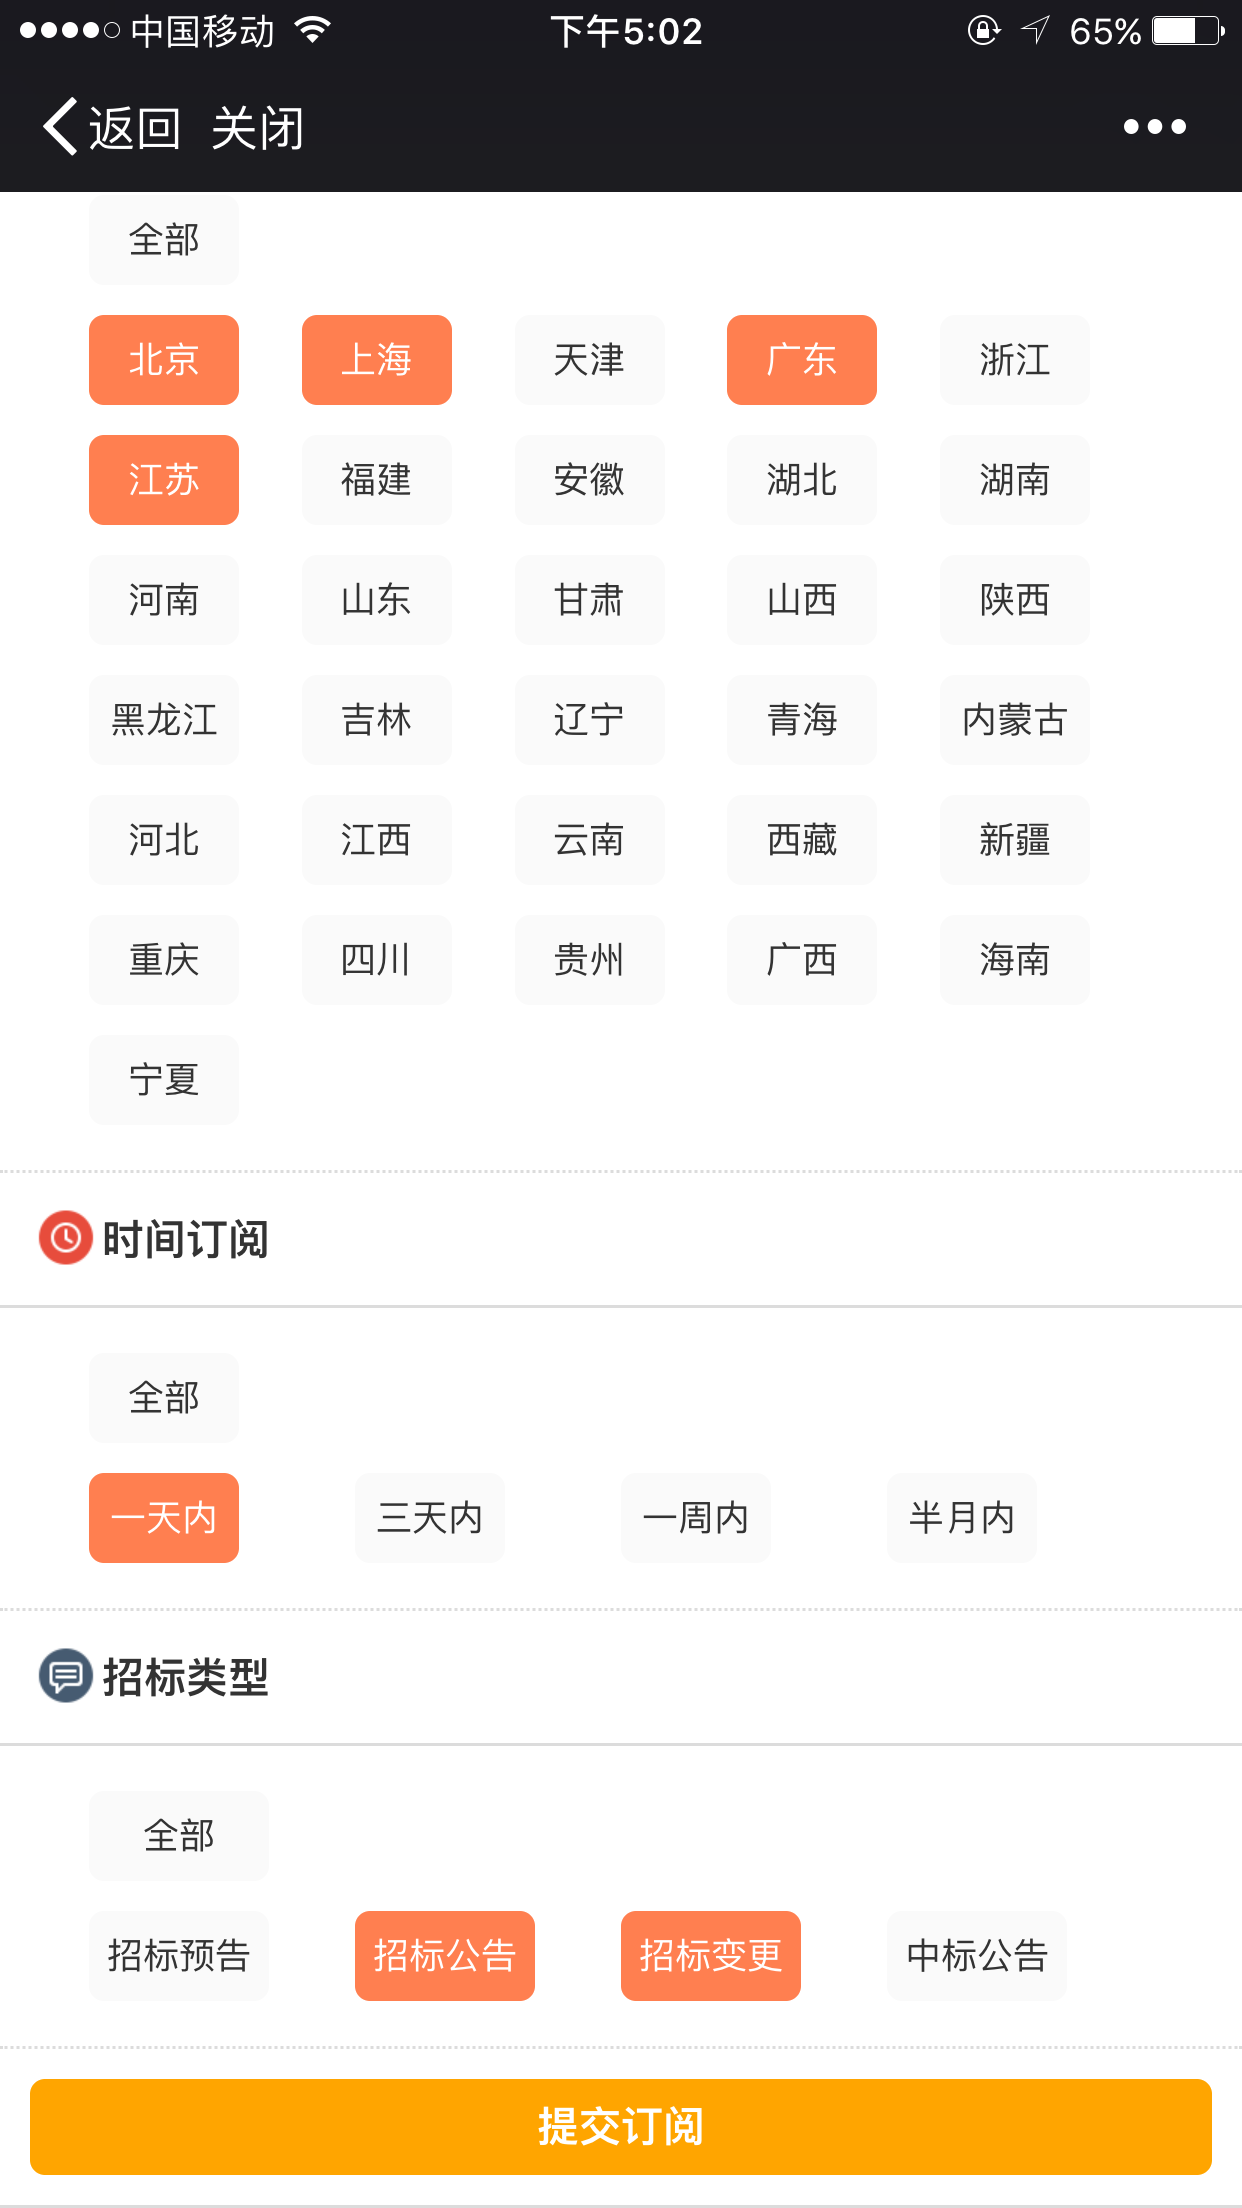 中国移动 下午5:02 65%
返回 关闭
全部
北京 上海 天津 广东 浙江
江苏 福建 安徽 湖北 湖南
河南 山东 甘肃 山西 陕西
黑龙江 吉林 辽宁 青海 内蒙古
河北 江西 云南 西藏 新疆
重庆 四川 贵州 广西 海南
宁夏
时间订阅
全部
一天内 三天内 一周内 半月内
招标类型
全部
招标预告 招标公告 招标变更 中标公告
提交订阅